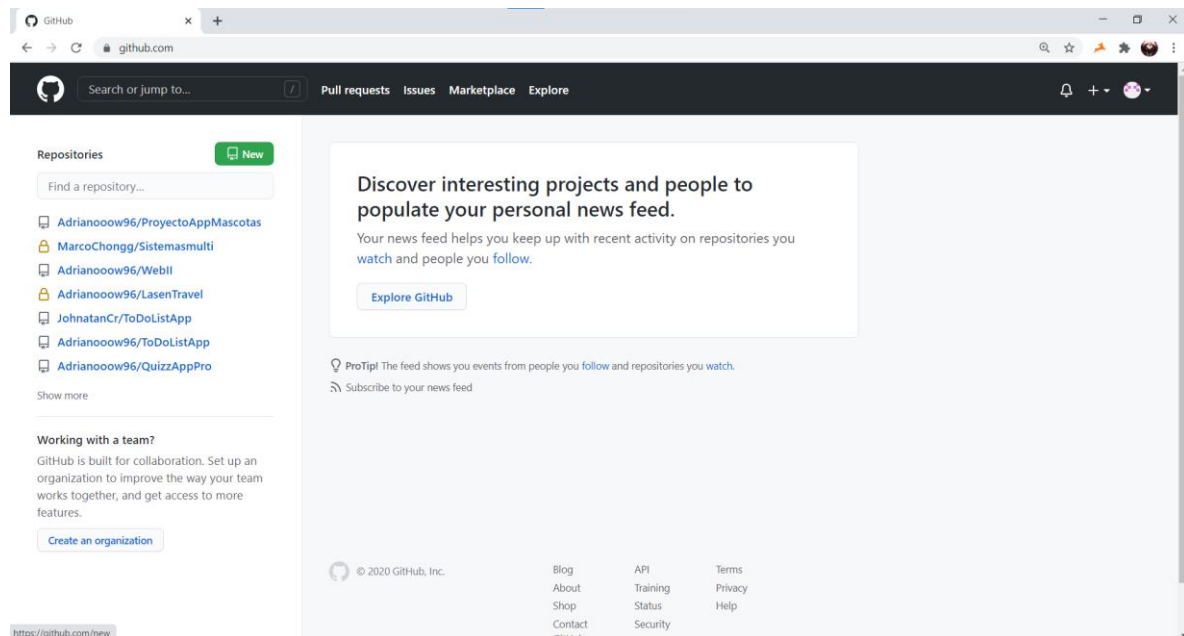 GitHub
github.com
Search or jump to...
/
Pull requests Issues Marketplace Explore
Repositories
New
Find a repository...
Adrianooow96/ProyectoAppMascotas
MarcoChongg/Sistemasmulti
Adrianooow96/WebII
Adrianooow96/LasenTravel
JohnatanCr/ToDoListApp
Adrianooow96/ToDoListApp
Adrianooow96/QuizzAppPro
Show more
Working with a team?
GitHub is built for collaboration. Set up an
organization to improve the way your team
works together, and get access to more
features.
Create an organization
Discover interesting projects and people to
populate your personal news feed.
Your news feed helps you keep up with recent activity on repositories you
watch and people you follow.
Explore GitHub
ProTip! The feed shows you events from people you follow and repositories you watch.
Subscribe to your news feed
© 2020 GitHub, Inc.
Blog
About
Shop
Contact
GitHub
API
Training
Status
Security
Terms
Privacy
Help
https://github.com/new